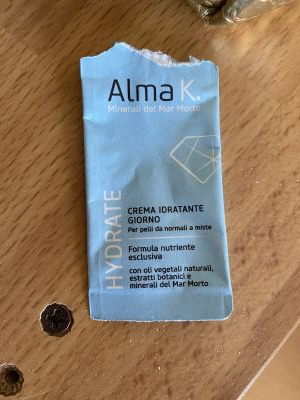 Alma K.
Minerali del Mar Morto
HYDRATE
CREMA IDRATANTE
GIORNO
Per pelli da normali a miste
Formula nutriente
esclusiva
con oli vegetali naturali,
estratti botanici e
minerali del Mar Morto